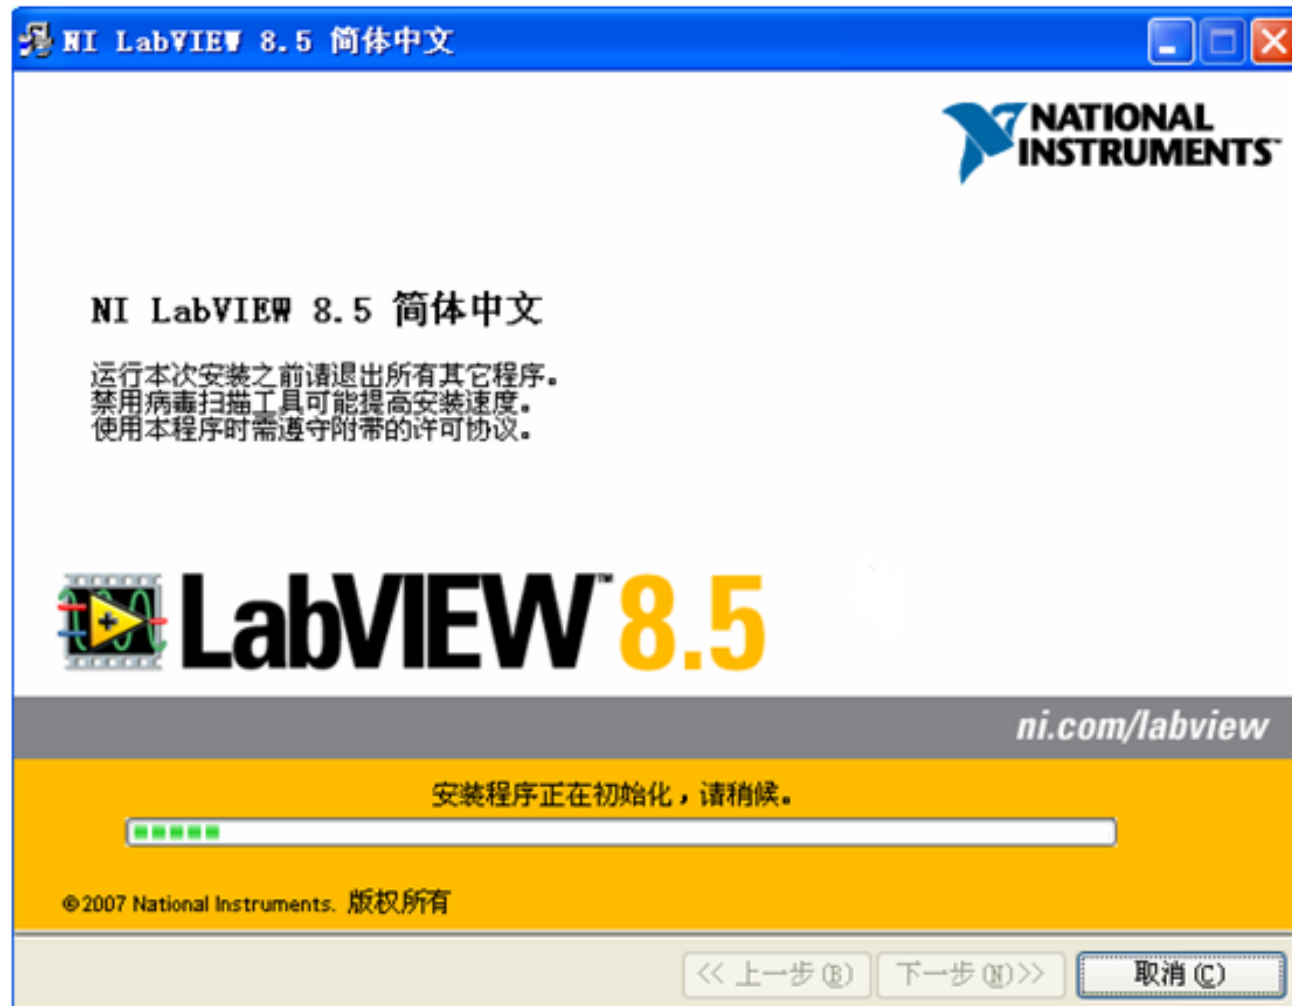 NI LabVIEW 8.5 简体中文
NATIONAL
INSTRUMENTS™
NI LabVIEW 8.5 简体中文
运行本次安装之前请退出所有其它程序。
禁用病毒扫描工具可能提高安装速度。
使用本程序时需遵守附带的许可协议。
LabVIEW™ 8.5
ni.com/labview
安装程序正在初始化，请稍候。
©2007 National Instruments. 版权所有
<< 上一步(B) 下一步(N)>> 取消(C)